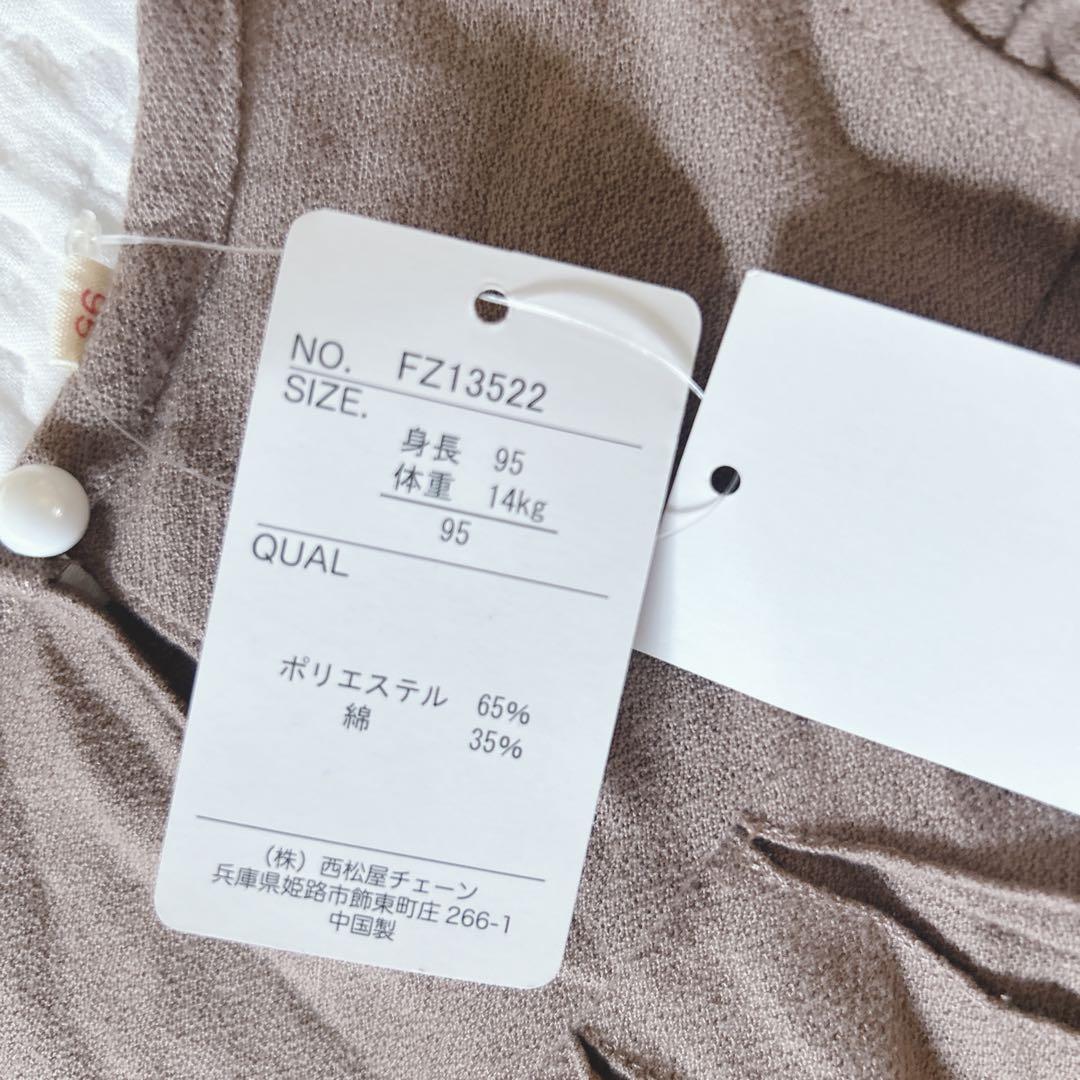 95
NO. FZ13522
SIZE.
身長 95
体重 14kg
95
QUAL
ポリエステル 65%
綿 35%
（株）西松屋チェーン
兵庫県姫路市飾東町庄 266-1
中国製